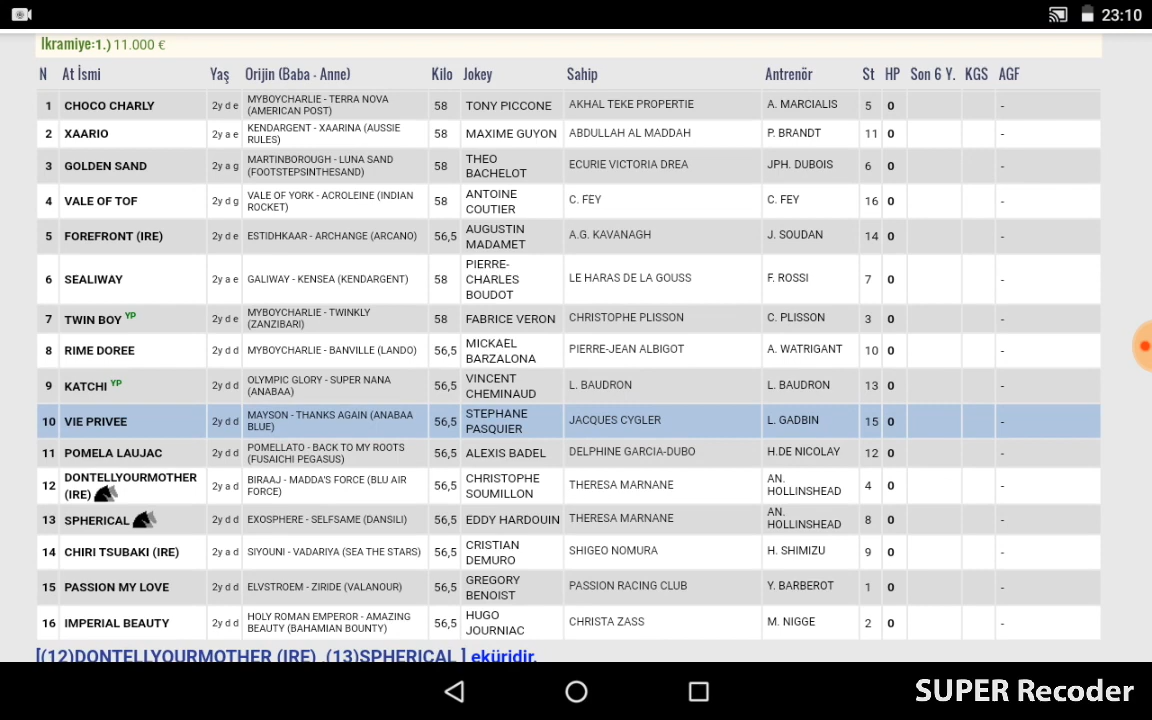 23:10
İkramiye:1.) 11.000 €
N At İsmi Yaş Orijin (Baba - Anne) Kilo Jokey Sahip Antrenör St HP Son 6 Y. KGS AGF
1 CHOCO CHARLY 2y d e MYBOYCHARLIE - TERRA NOVA (AMERICAN POST) 58 TONY PICCONE AKHAL TEKE PROPERTIE A. MARCIALIS 5 0 -
2 XAARIO 2y a e KENDARGENT - XAARINA (AUSSIE RULES) 58 MAXIME GUYON ABDULLAH AL MADDAH P. BRANDT 11 0 -
3 GOLDEN SAND 2y a g MARTINBOROUGH - LUNA SAND (FOOTSTEPSINTHESAND) 58 THEO BACHELOT ECURIE VICTORIA DREA JPH. DUBOIS 6 0 -
4 VALE OF TOF 2y d g VALE OF YORK - ACROLEINE (INDIAN ROCKET) 58 ANTOINE COUTIER C. FEY C. FEY 16 0 -
5 FOREFRONT (IRE) 2y d e ESTIDHKAAR - ARCHANGE (ARCANO) 56,5 AUGUSTIN MADAMET A.G. KAVANAGH J. SOUDAN 14 0 -
6 SEALIWAY 2y a e GALIWAY - KENSEA (KENDARGENT) 58 PIERRE-CHARLES BOUDOT LE HARAS DE LA GOUSS F. ROSSI 7 0 -
7 TWIN BOY YP 2y d e MYBOYCHARLIE - TWINKLY (ZANZIBARI) 58 FABRICE VERON CHRISTOPHE PLISSON C. PLISSON 3 0 -
8 RIME DOREE 2y d d MYBOYCHARLIE - BANVILLE (LANDO) 56,5 MICKAEL BARZALONA PIERRE-JEAN ALBIGOT A. WATRIGANT 10 0 -
9 KATCHI YP 2y d d OLYMPIC GLORY - SUPER NANA (ANABAA) 56,5 VINCENT CHEMINAUD L. BAUDRON L. BAUDRON 13 0 -
10 VIE PRIVEE 2y d d MAYSON - THANKS AGAIN (ANABAA BLUE) 56,5 STEPHANE PASQUIER JACQUES CYGLER L. GADBIN 15 0 -
11 POMELA LAUJAC 2y d d POMELLATO - BACK TO MY ROOTS (FUSAICHI PEGASUS) 56,5 ALEXIS BADEL DELPHINE GARCIA-DUBO H.DE NICOLAY 12 0 -
12 DONTELLYOURMOTHER (IRE) 2y a d BIRAAJ - MADDA'S FORCE (BLU AIR FORCE) 56,5 CHRISTOPHE SOUMILLON THERESA MARNANE AN. HOLLINSHEAD 4 0 -
13 SPHERICAL 2y d d EXOSPHERE - SELFSAME (DANSILI) 56,5 EDDY HARDOUIN THERESA MARNANE AN. HOLLINSHEAD 8 0 -
14 CHIRI TSUBAKI (IRE) 2y a d SIYOUNI - VADARIYA (SEA THE STARS) 56,5 CRISTIAN DEMURO SHIGEO NOMURA H. SHIMIZU 9 0 -
15 PASSION MY LOVE 2y d d ELVSTROEM - ZIRIDE (VALANOUR) 56,5 GREGORY BENOIST PASSION RACING CLUB Y. BARBEROT 1 0 -
16 IMPERIAL BEAUTY 2y d d HOLY ROMAN EMPEROR - AMAZING BEAUTY (BAHAMIAN BOUNTY) 56,5 HUGO JOURNIAC CHRISTA ZASS M. NIGGE 2 0 -
[(12)DONTELLYOURMOTHER (IRE) ,(13)SPHERICAL ] eküridir.
SUPER Recoder